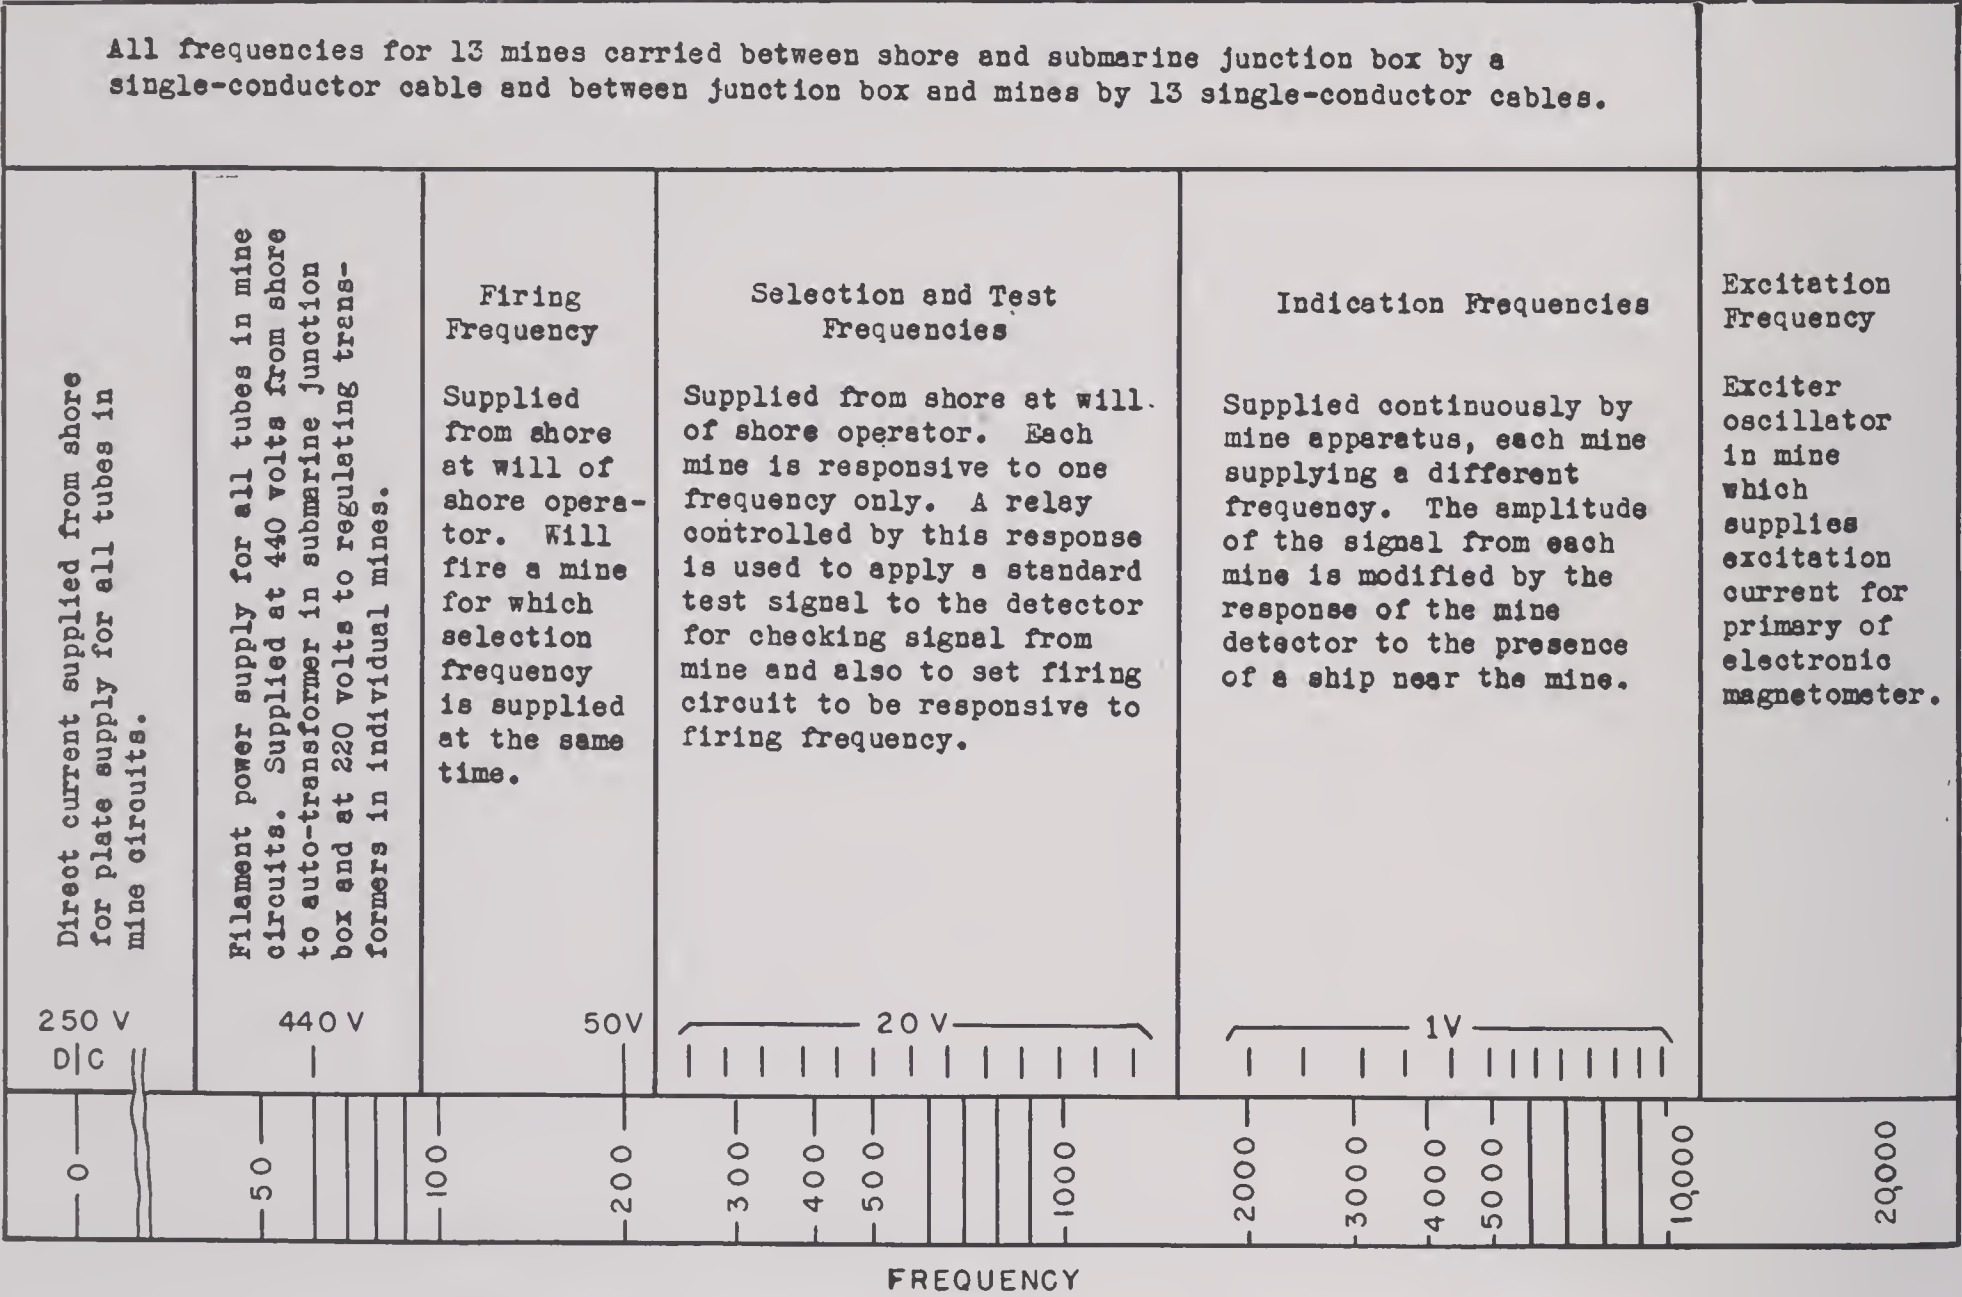 All frequencies for 13 mines carried between shore and submarine junction box by a
single-conductor cable and between junction box and mines by 13 single-conductor cables.
Direct current supplied from shore
for plate supply for all tubes in
mine circuits.
250 V
D|C
Filament power supply for all tubes in mine
circuits. Supplied at 440 volts from shore
to auto-transformer in submarine junction
box and at 220 volts to regulating trans-
formers in individual mines.
440 V
Firing
Frequency
Supplied
from shore
at will of
shore opera-
tor. Will
fire a mine
for which
selection
frequency
is supplied
at the same
time.
50V
Selection and Test
Frequencies
Supplied from shore at will
of shore operator. Each
mine is responsive to one
frequency only. A relay
controlled by this response
is used to apply a standard
test signal to the detector
for checking signal from
mine and also to set firing
circuit to be responsive to
firing frequency.
20 V
Indication Frequencies
Supplied continuously by
mine apparatus, each mine
supplying a different
frequency. The amplitude
of the signal from each
mine is modified by the
response of the mine
detector to the presence
of a ship near the mine.
1V
Excitation
Frequency
Exciter
oscillator
in mine
which
supplies
excitation
current for
primary of
electronic
magnetometer.
0
50
100
200
300
400
500
1000
2000
3000
4000
5000
10,000
20,000
FREQUENCY